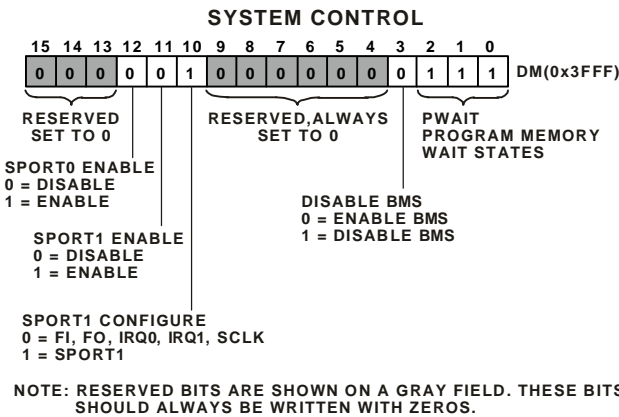 SYSTEM CONTROL
15 14 13 12 11 10 9 8 7 6 5 4 3 2 1 0
0 0 0 0 0 1 0 0 0 0 0 0 0 1 1 1 DM(0x3FFF)
RESERVED
SET TO 0
RESERVED,ALWAYS
SET TO 0
PWAIT
PROGRAM MEMORY
WAIT STATES
SPORT0 ENABLE
0 = DISABLE
1 = ENABLE
DISABLE BMS
0 = ENABLE BMS
1 = DISABLE BMS
SPORT1 ENABLE
0 = DISABLE
1 = ENABLE
SPORT1 CONFIGURE
0 = FI, FO, IRQ0, IRQ1, SCLK
1 = SPORT1
NOTE: RESERVED BITS ARE SHOWN ON A GRAY FIELD. THESE BITS
SHOULD ALWAYS BE WRITTEN WITH ZEROS.